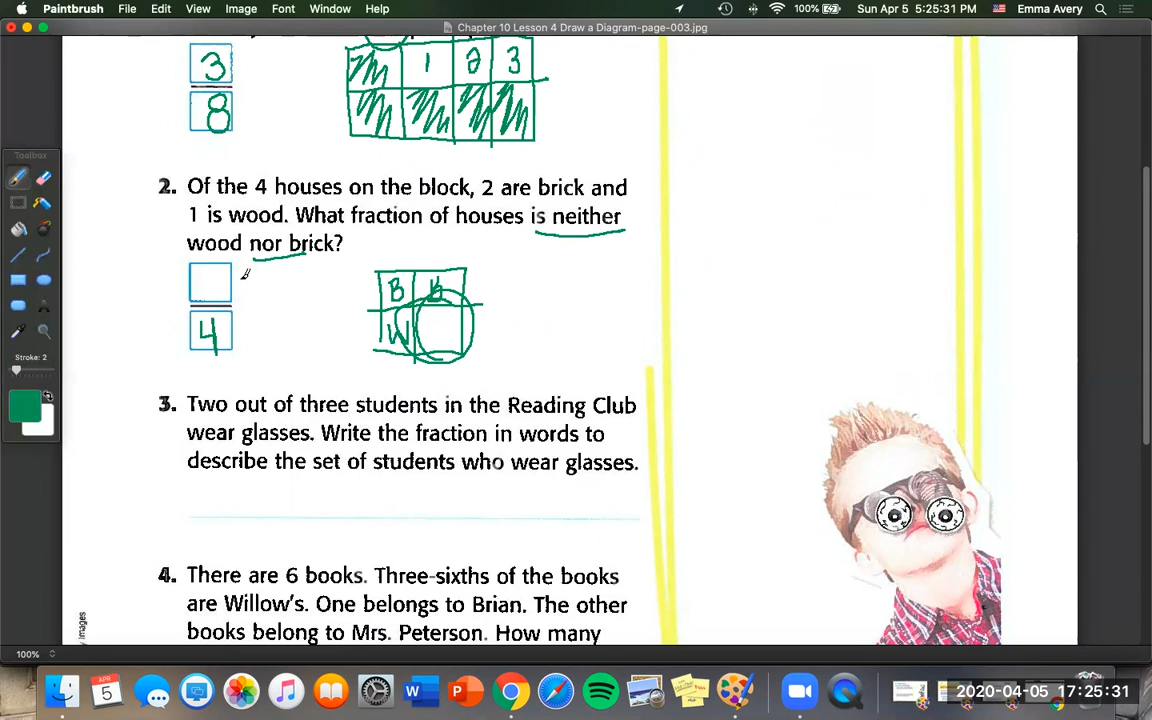 Paintbrush File Edit View Image Font Window Help 100% Sun Apr 5 5:25:31 PM Emma Avery
Chapter 10 Lesson 4 Draw a Diagram-page-003.jpg
3
8
1 2 3
Toolbox
2. Of the 4 houses on the block, 2 are brick and
1 is wood. What fraction of houses is neither
wood nor brick?
B B
W
4
Stroke: 2
3. Two out of three students in the Reading Club
wear glasses. Write the fraction in words to
describe the set of students who wear glasses.
4. There are 6 books. Three-sixths of the books
are Willow's. One belongs to Brian. The other
books belong to Mrs. Peterson. How many
Images
100%
APR
5
W
P
2020-04-05 17:25:31